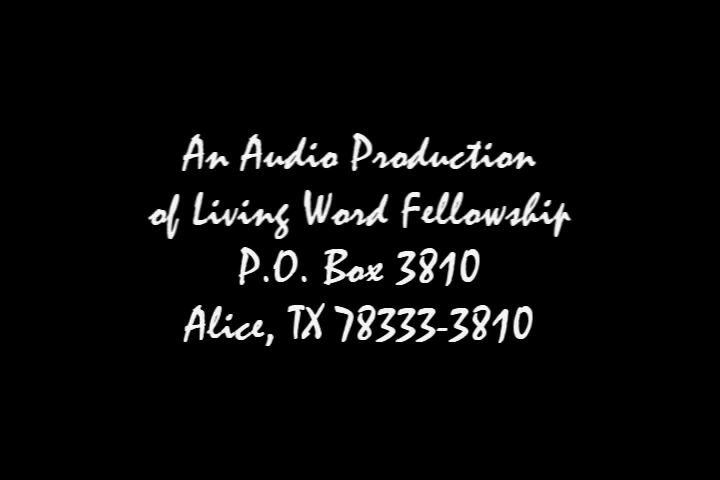 An Audio Production
of Living Word Fellowship
P.O. Box 3810
Alice, TX 78333-3810